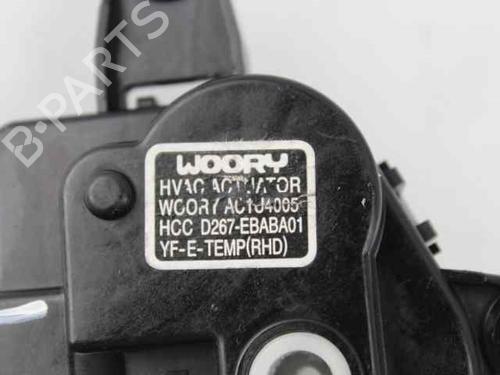 B-PARTS
WOORY
HVAC ACTUATOR
WOORY AC1J4005
HCC D267-EBABA01
YF-E-TEMP(RHD)